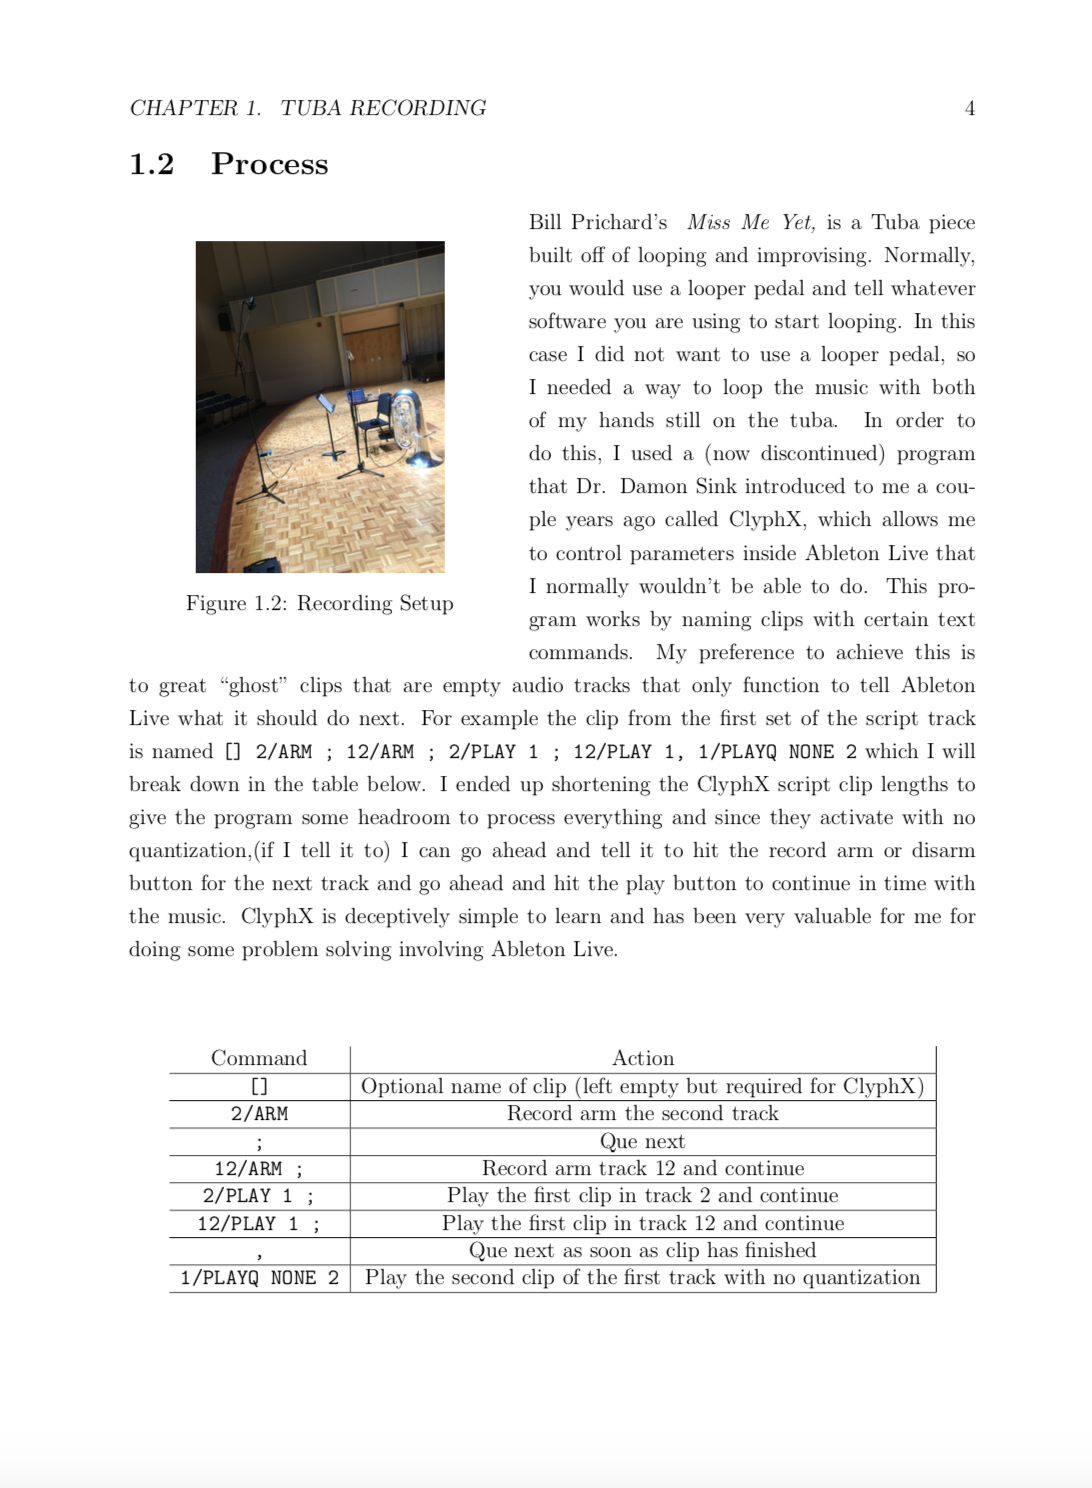 CHAPTER 1. TUBA RECORDING 4
1.2 Process
Bill Prichard's Miss Me Yet, is a Tuba piece
built off of looping and improvising. Normally,
you would use a looper pedal and tell whatever
software you are using to start looping. In this
case I did not want to use a looper pedal, so
I needed a way to loop the music with both
of my hands still on the tuba. In order to
do this, I used a (now discontinued) program
that Dr. Damon Sink introduced to me a cou-
ple years ago called ClyphX, which allows me
to control parameters inside Ableton Live that
I normally wouldn't be able to do. This pro-
gram works by naming clips with certain text
commands. My preference to achieve this is
Figure 1.2: Recording Setup
to great “ghost” clips that are empty audio tracks that only function to tell Ableton
Live what it should do next. For example the clip from the first set of the script track
is named [] 2/ARM ; 12/ARM ; 2/PLAY 1 ; 12/PLAY 1, 1/PLAYQ NONE 2 which I will
break down in the table below. I ended up shortening the ClyphX script clip lengths to
give the program some headroom to process everything and since they activate with no
quantization,(if I tell it to) I can go ahead and tell it to hit the record arm or disarm
button for the next track and go ahead and hit the play button to continue in time with
the music. ClyphX is deceptively simple to learn and has been very valuable for me for
doing some problem solving involving Ableton Live.
Command Action
[] Optional name of clip (left empty but required for ClyphX)
2/ARM Record arm the second track
; Que next
12/ARM ; Record arm track 12 and continue
2/PLAY 1 ; Play the first clip in track 2 and continue
12/PLAY 1 ; Play the first clip in track 12 and continue
, Que next as soon as clip has finished
1/PLAYQ NONE 2 Play the second clip of the first track with no quantization